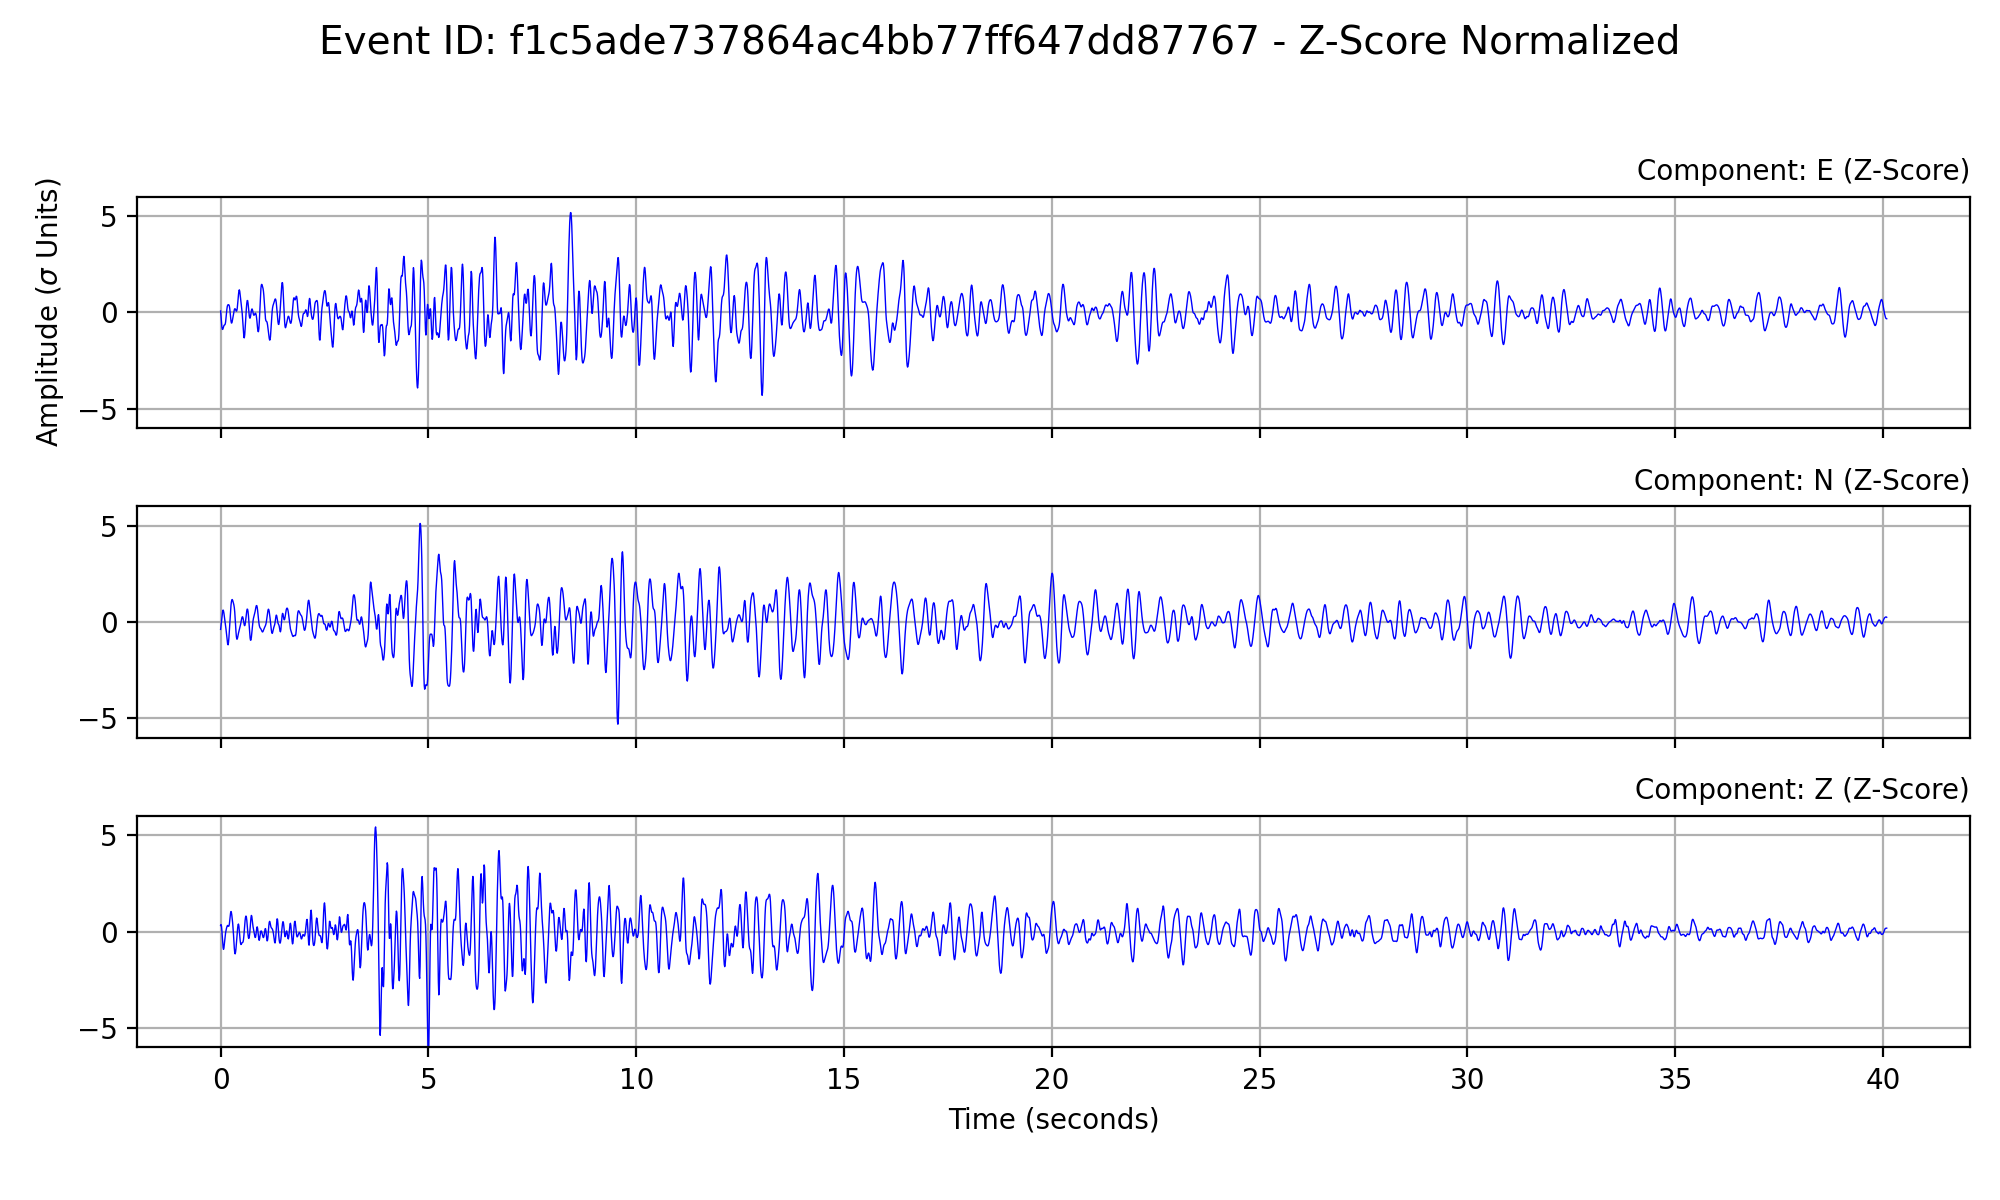 Event ID: f1c5ade737864ac4bb77ff647dd87767 - Z-Score Normalized
Component: E (Z-Score)
Amplitude (σ Units)
5
0
−5
Component: N (Z-Score)
5
0
−5
Component: Z (Z-Score)
5
0
−5
0 5 10 15 20 25 30 35 40
Time (seconds)